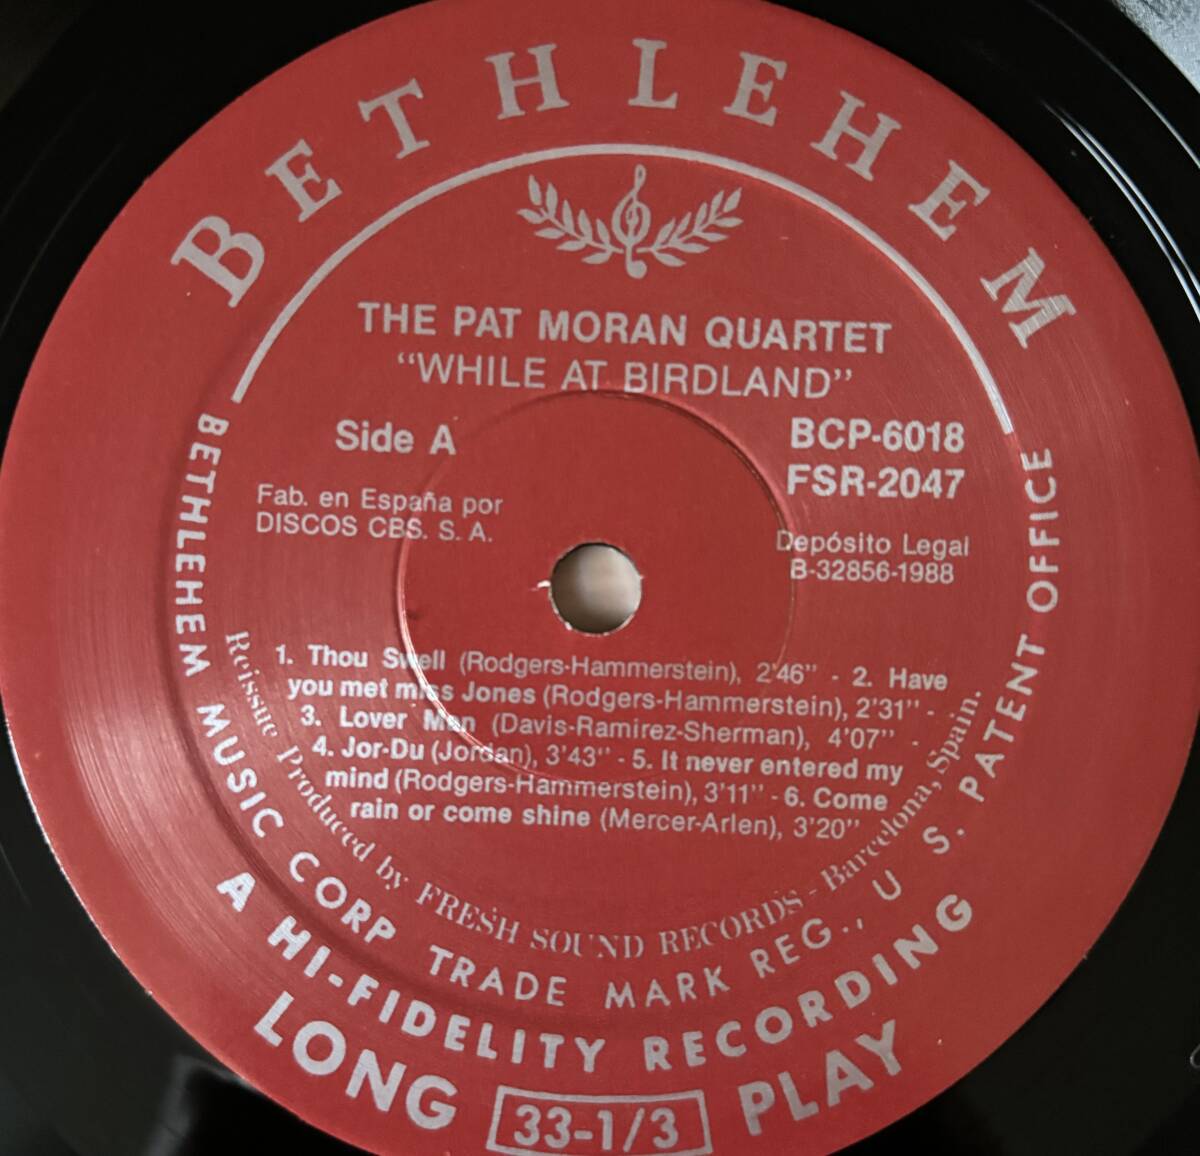 BETHLEHEM
THE PAT MORAN QUARTET
“WHILE AT BIRDLAND”
Side A
BCP-6018
FSR-2047
Fab. en España por
DISCOS CBS. S. A.
Depósito Legal
B-32856-1988
1. Thou Swell (Rodgers-Hammerstein), 2'46" - 2. Have
you met miss Jones (Rodgers-Hammerstein), 2'31" -
3. Lover Man (Davis-Ramirez-Sherman), 4'07" -
4. Jor-Du (Jordan), 3'43" - 5. It never entered my
mind (Rodgers-Hammerstein), 3'11" - 6. Come
rain or come shine (Mercer-Arlen), 3'20"
Reissue Produced by FRESH SOUND RECORDS - Barcelona, Spain.
BETHLEHEM MUSIC CORP TRADE MARK REG., U S. PATENT OFFICE
A HI-FIDELITY RECORDING
LONG 33-1/3 PLAY